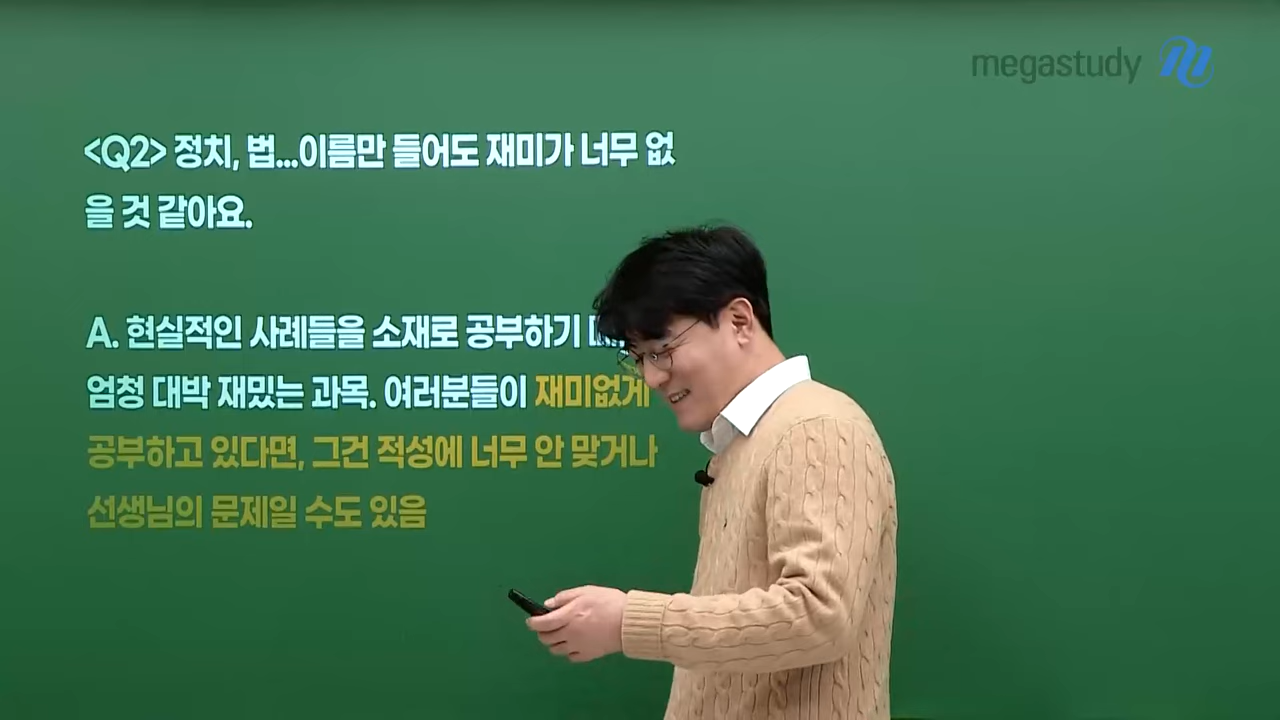 megastudy
<Q2> 정치, 법...이름만 들어도 재미가 너무 없
을 것 같아요.
A. 현실적인 사례들을 소재로 공부하기
엄청 대박 재밌는 과목. 여러분들이 재미없게
공부하고 있다면, 그건 적성에 너무 안 맞거나
선생님의 문제일 수도 있음